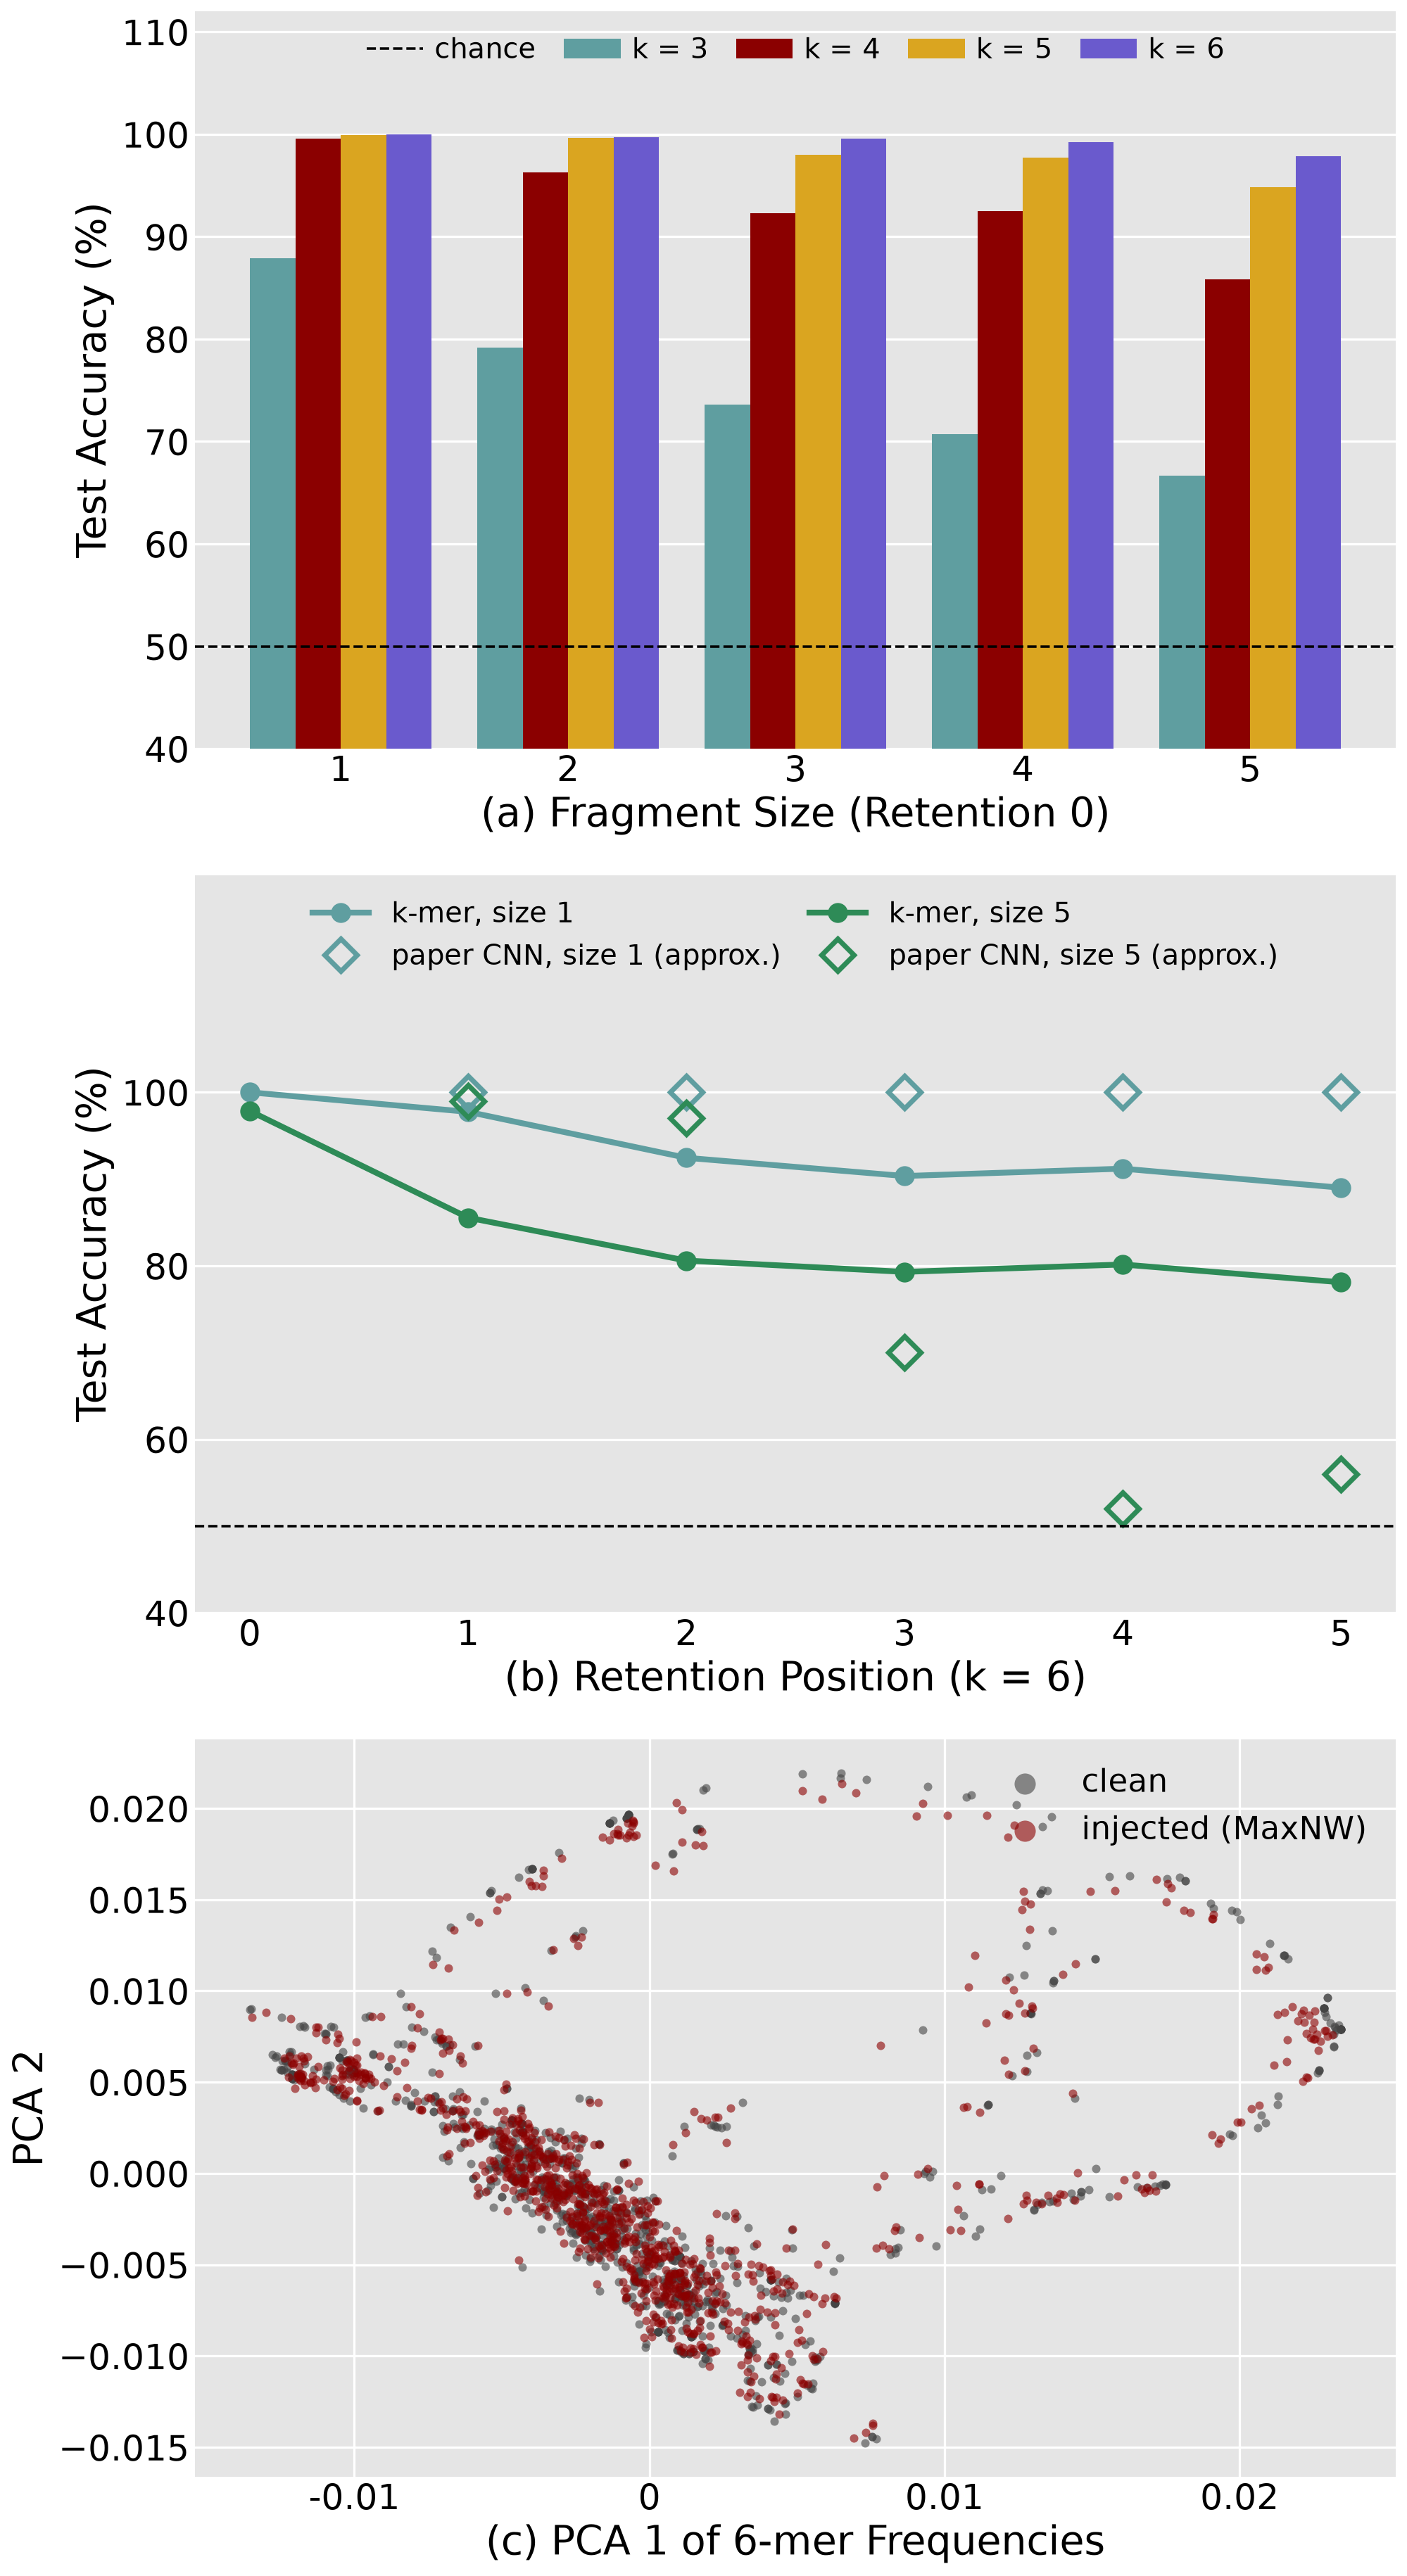 110
100
90
80
70
60
50
40
Test Accuracy (%)
chance k = 3 k = 4 k = 5 k = 6
1 2 3 4 5
(a) Fragment Size (Retention 0)
100
80
60
40
Test Accuracy (%)
k-mer, size 1 k-mer, size 5
paper CNN, size 1 (approx.) paper CNN, size 5 (approx.)
0 1 2 3 4 5
(b) Retention Position (k = 6)
0.020
0.015
0.010
0.005
0.000
−0.005
−0.010
−0.015
PCA 2
clean
injected (MaxNW)
-0.01 0 0.01 0.02
(c) PCA 1 of 6-mer Frequencies